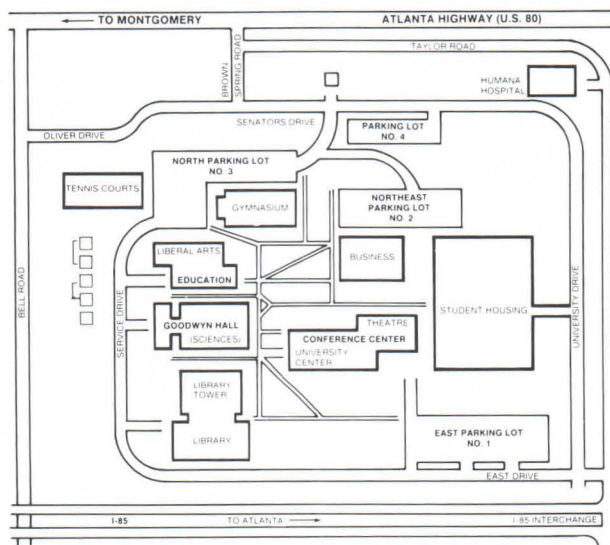 TO MONTGOMERY
ATLANTA HIGHWAY (U.S. 80)
TAYLOR ROAD
BROWN
SPRING ROAD
HUMANA
HOSPITAL
SENATORS DRIVE
PARKING LOT
NO. 4
OLIVER DRIVE
NORTH PARKING LOT
NO. 3
TENNIS COURTS
GYMNASIUM
NORTHEAST
PARKING LOT
NO. 2
LIBERAL ARTS
EDUCATION
BUSINESS
BELL ROAD
SERVICE DRIVE
GOODWYN HALL
(SCIENCES)
THEATRE
CONFERENCE CENTER
UNIVERSITY
CENTER
STUDENT HOUSING
UNIVERSITY DRIVE
LIBRARY
TOWER
LIBRARY
EAST PARKING LOT
NO. 1
EAST DRIVE
I-85
TO ATLANTA
I-85 INTERCHANGE